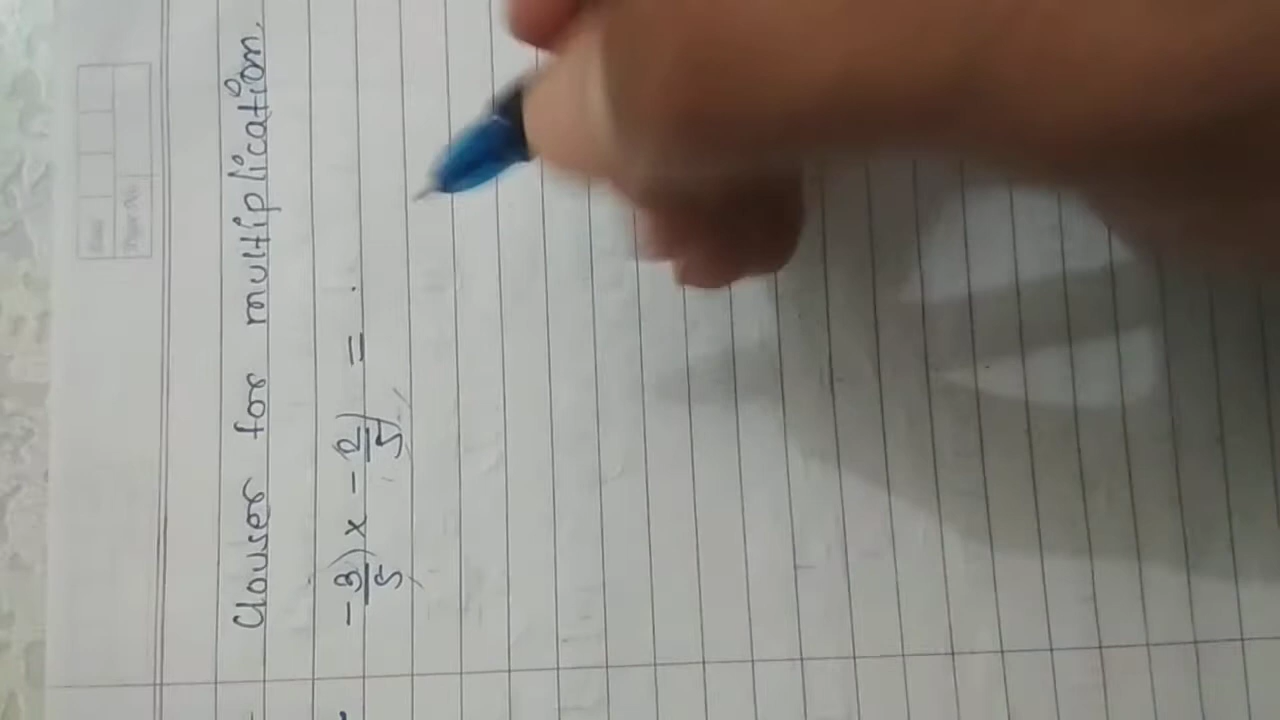 Clouser for multiplication.
-3/5) x -2/5) =